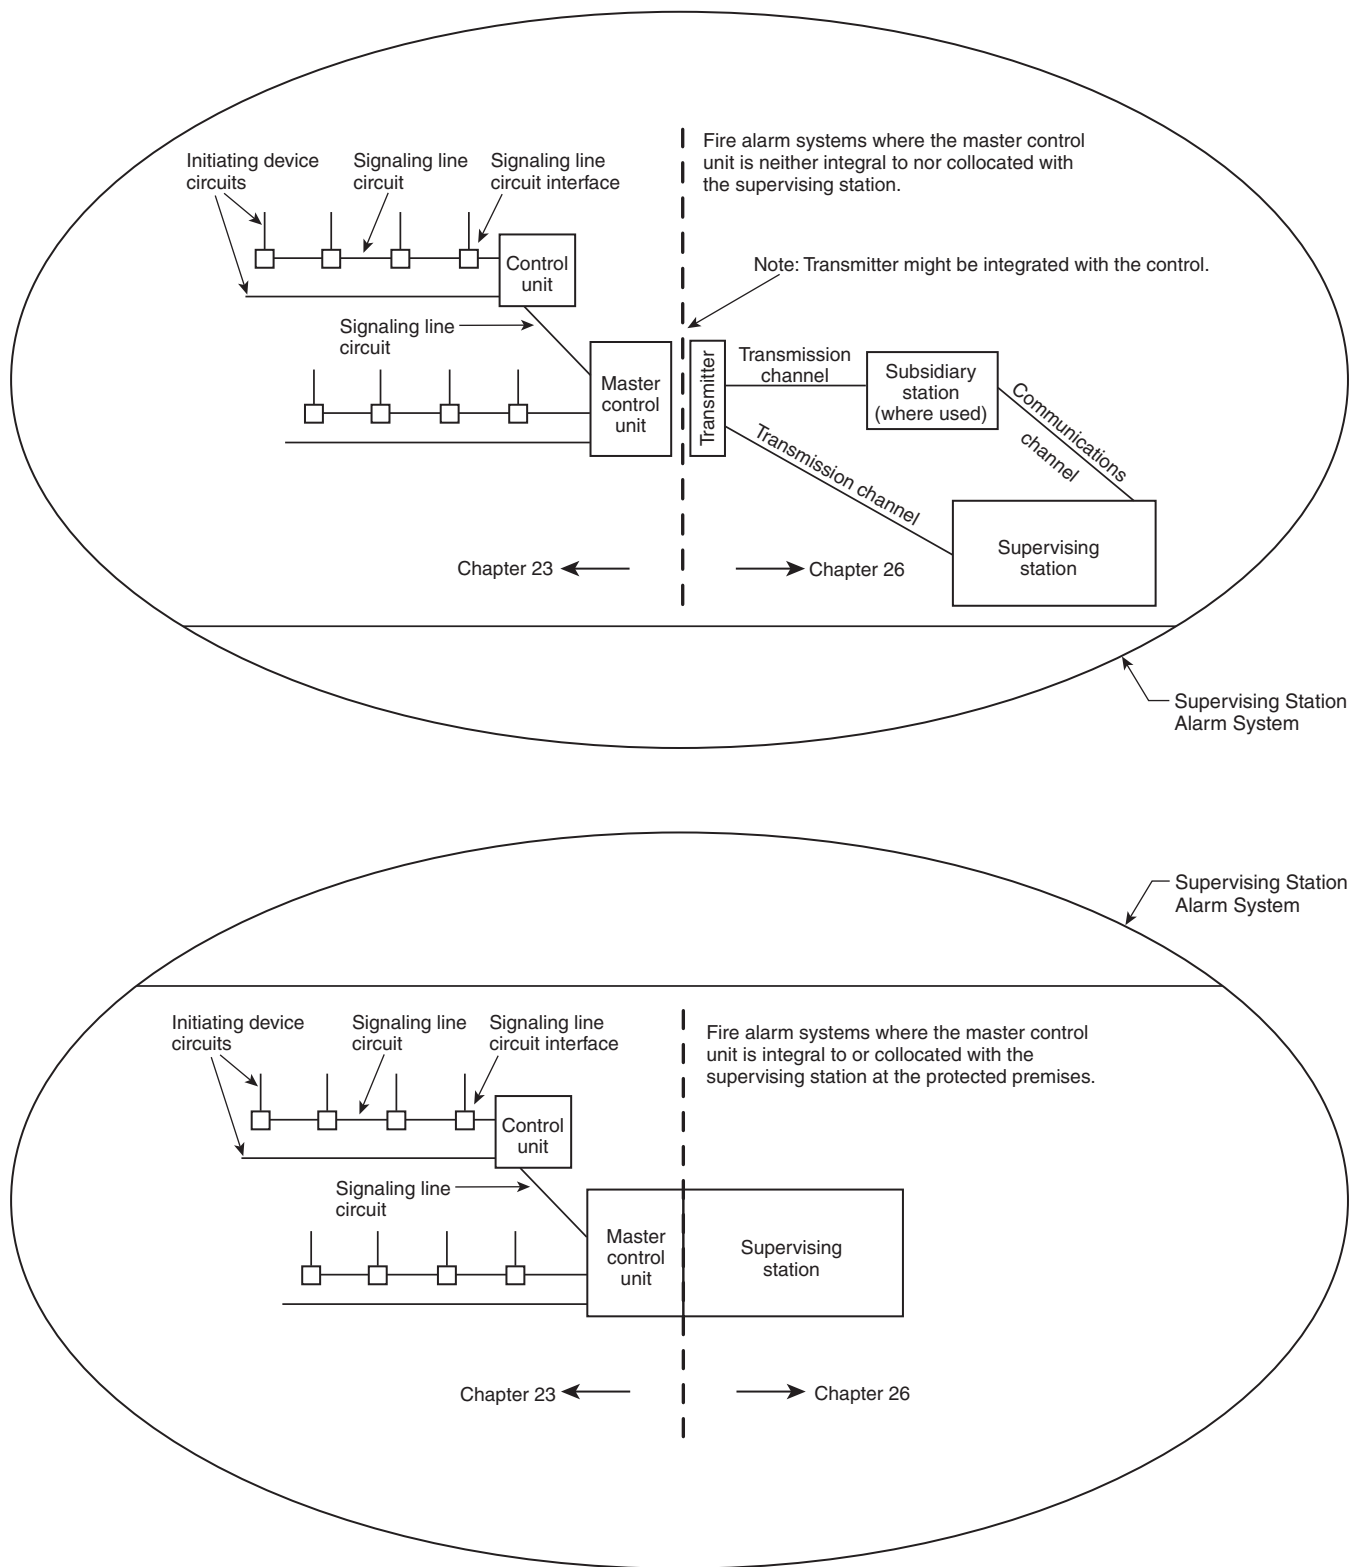 Initiating device
circuits
Signaling line
circuit
Signaling line
circuit interface
Fire alarm systems where the master control
unit is neither integral to nor collocated with
the supervising station.
Control
unit
Note: Transmitter might be integrated with the control.
Signaling line
circuit
Master
control
unit
Transmitter
Transmission
channel
Subsidiary
station
(where used)
Communications
channel
Transmission channel
Supervising
station
Chapter 23
Chapter 26
Supervising Station
Alarm System
Supervising Station
Alarm System
Initiating device
circuits
Signaling line
circuit
Signaling line
circuit interface
Fire alarm systems where the master control
unit is integral to or collocated with the
supervising station at the protected premises.
Control
unit
Signaling line
circuit
Master
control
unit
Supervising
station
Chapter 23
Chapter 26